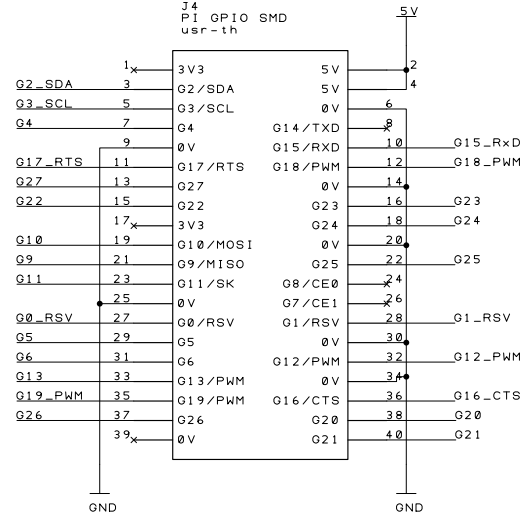 J4
PI GPIO SMD
usr-th
5V
1 3V3 5V 2
G2_SDA 3 G2/SDA 5V 4
G3_SCL 5 G3/SCL 0V 6
G4 7 G4 G14/TXD 8
9 0V G15/RXD 10 G15_RxD
G17_RTS 11 G17/RTS G18/PWM 12 G18_PWM
G27 13 G27 0V 14
G22 15 G22 G23 16 G23
17 3V3 G24 18 G24
G10 19 G10/MOSI 0V 20
G9 21 G9/MISO G25 22 G25
G11 23 G11/SK G8/CE0 24
25 0V G7/CE1 26
G0_RSV 27 G0/RSV G1/RSV 28 G1_RSV
G5 29 G5 0V 30
G6 31 G6 G12/PWM 32 G12_PWM
G13 33 G13/PWM 0V 34
G19_PWM 35 G19/PWM G16/CTS 36 G16_CTS
G26 37 G26 G20 38 G20
39 0V G21 40 G21
GND GND